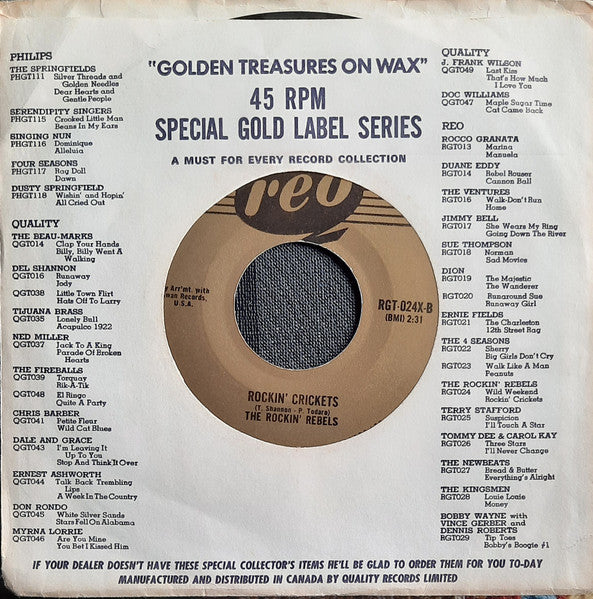 "GOLDEN TREASURES ON WAX"
45 RPM
SPECIAL GOLD LABEL SERIES
A MUST FOR EVERY RECORD COLLECTION
PHILIPS
THE SPRINGFIELDS
PHGT111 Silver Threads and
Golden Needles
Dear Hearts and
Gentle People
SERENDIPITY SINGERS
PHGT115 Crooked Little Man
Beans In My Ears
SINGING NUN
PHGT116 Dominique
Alleluia
FOUR SEASONS
PHGT117 Rag Doll
Dawn
DUSTY SPRINGFIELD
PHGT118 Wishin' and Hopin'
All Cried Out
QUALITY
THE BEAU-MARKS
QGT014 Clap Your Hands
Billy, Billy Went A
Walking
DEL SHANNON
QGT016 Runaway
Jody
QGT038 Little Town Flirt
Hats Off To Larry
TIJUANA BRASS
QGT035 Lonely Bull
Acapulco 1922
NED MILLER
QGT037 Jack To A King
Parade Of Broken
Hearts
THE FIREBALLS
QGT039 Torquay
Rik-A-Tik
QGT048 El Ringo
Quite A Party
CHRIS BARBER
QGT041 Petite Fleur
Wild Cat Blues
DALE AND GRACE
QGT043 I'm Leaving It
Up To You
Stop And Think It Over
ERNEST ASHWORTH
QGT044 Talk Back Trembling
Lips
A Week In The Country
DON RONDO
QGT045 White Silver Sands
Stars Fell On Alabama
MYRNA LORRIE
QGT046 Are You Mine
You Bet I Kissed Him
reo
y Arr'mt. with
wan Records,
U.S.A.
RGT-024X-B
(BMI) 2:31
ROCKIN' CRICKETS
(T. Shannon - P. Todaro)
THE ROCKIN' REBELS
QUALITY
J. FRANK WILSON
QGT049 Last Kiss
That's How Much
I Love You
DOC WILLIAMS
QGT047 Maple Sugar Time
Cat Came Back
REO
ROCCO GRANATA
RGT013 Marina
Manuela
DUANE EDDY
RGT014 Rebel Rouser
Cannon Ball
THE VENTURES
RGT016 Walk-Don't Run
Home
JIMMY BELL
RGT017 She Wears My Ring
Going Down The River
SUE THOMPSON
RGT018 Norman
Sad Movies
DION
RGT019 The Majestic
The Wanderer
RGT020 Runaround Sue
Runaway Girl
ERNIE FIELDS
RGT021 The Charleston
12th Street Rag
THE 4 SEASONS
RGT022 Sherry
Big Girls Don't Cry
RGT023 Walk Like A Man
Peanuts
THE ROCKIN' REBELS
RGT024 Wild Weekend
Rockin' Crickets
TERRY STAFFORD
RGT025 Suspicion
I'll Touch A Star
TOMMY DEE & CAROL KAY
RGT026 Three Stars
I'll Never Change
THE NEWBEATS
RGT027 Bread & Butter
Everything's Alright
THE KINGSMEN
RGT028 Louie Louie
Money
BOBBY WAYNE with
VINCE GERBER and
DENNIS ROBERTS
RGT029 Tip Toes
Bobby's Boogie #1
IF YOUR DEALER DOESN'T HAVE THESE SPECIAL COLLECTOR'S ITEMS HE'LL BE GLAD TO ORDER THEM FOR YOU TO-DAY
MANUFACTURED AND DISTRIBUTED IN CANADA BY QUALITY RECORDS LIMITED